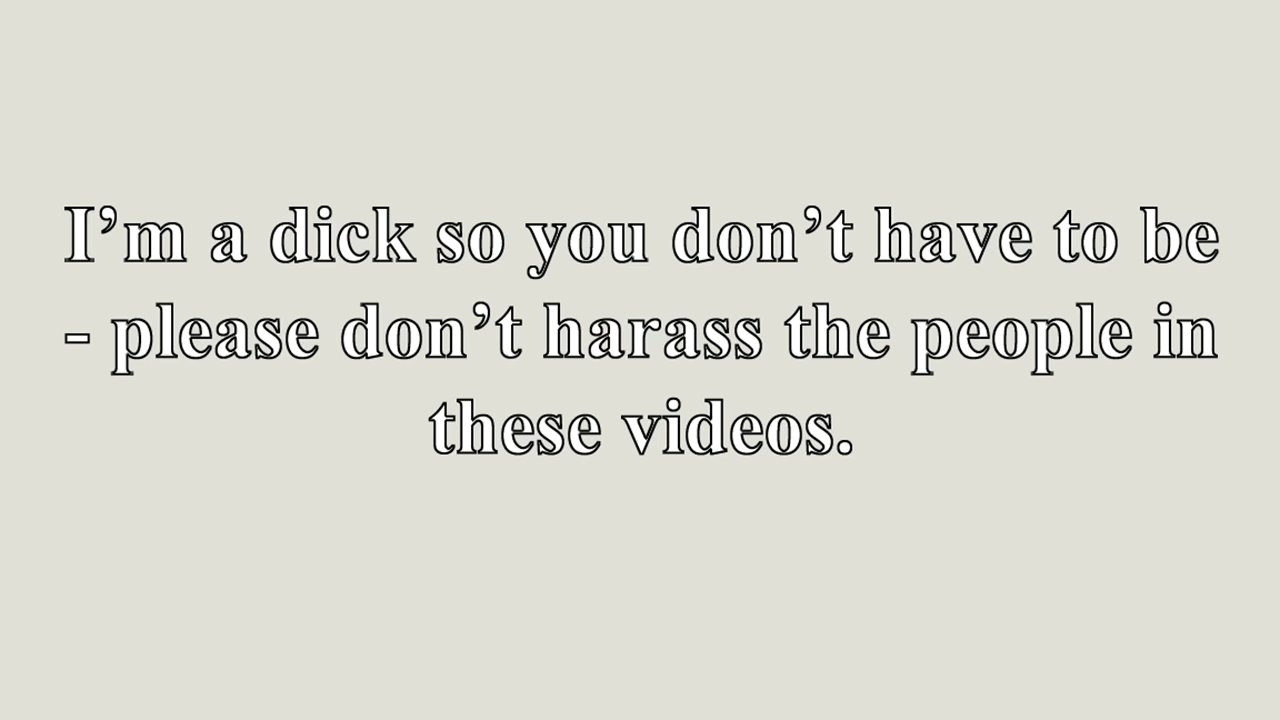 I’m a dick so you don’t have to be
- please don’t harass the people in
these videos.